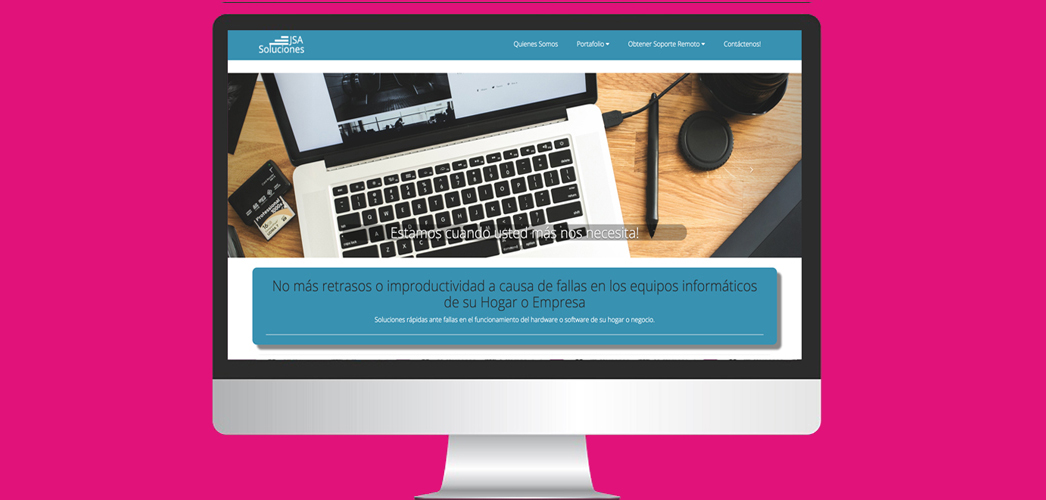 JSA
Soluciones
Quienes Somos Portafolio Obtener Soporte Remoto Contáctenos!
Professional
Estamos cuando usted más nos necesita!
No más retrasos o improductividad a causa de fallas en los equipos informáticos
de su Hogar o Empresa
Soluciones rápidas ante fallas en el funcionamiento del hardware o software de su hogar o negocio.